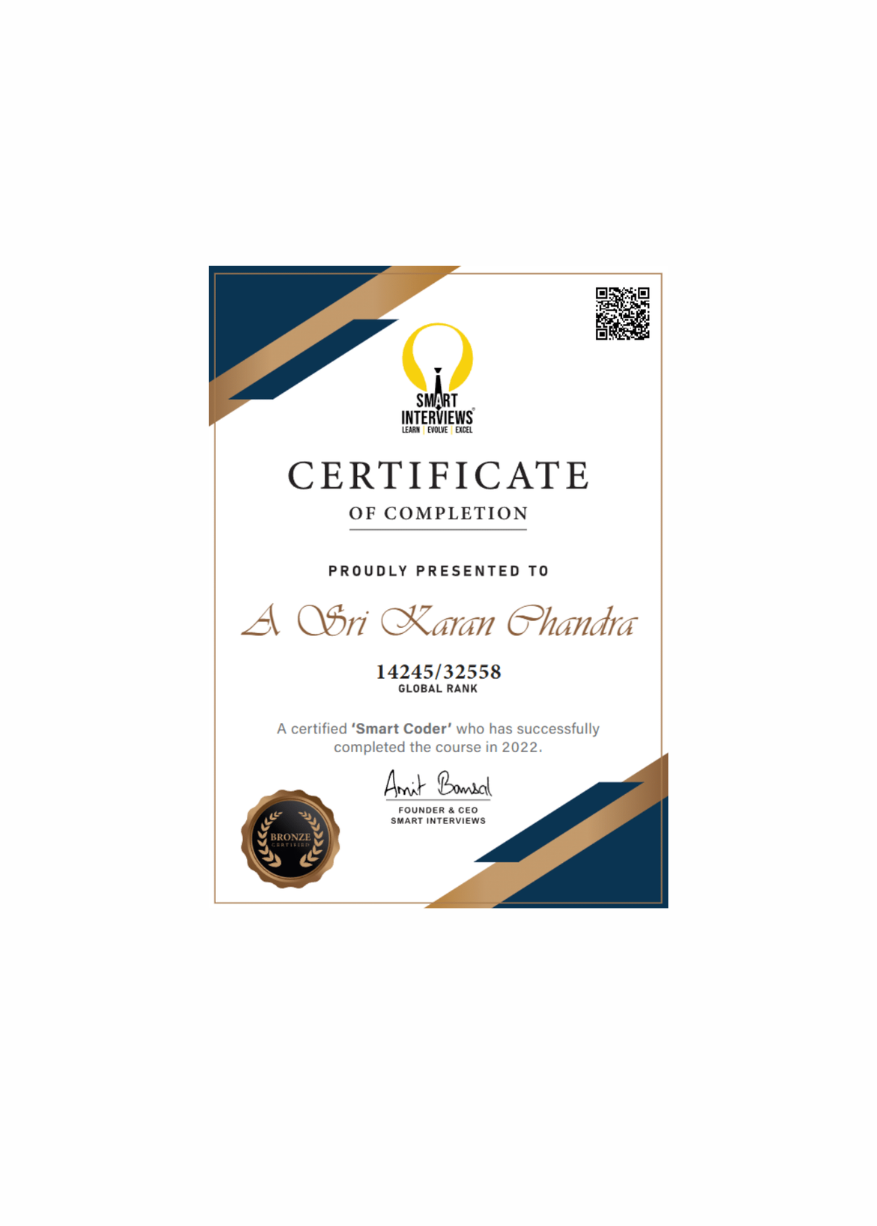 SMART
INTERVIEWS
LEARN | EVOLVE | EXCEL
CERTIFICATE
OF COMPLETION
PROUDLY PRESENTED TO
A Sri Karan Chandra
14245/32558
GLOBAL RANK
A certified ‘Smart Coder’ who has successfully
completed the course in 2022.
Amit Bansal
FOUNDER & CEO
SMART INTERVIEWS
BRONZE
CERTIFIED